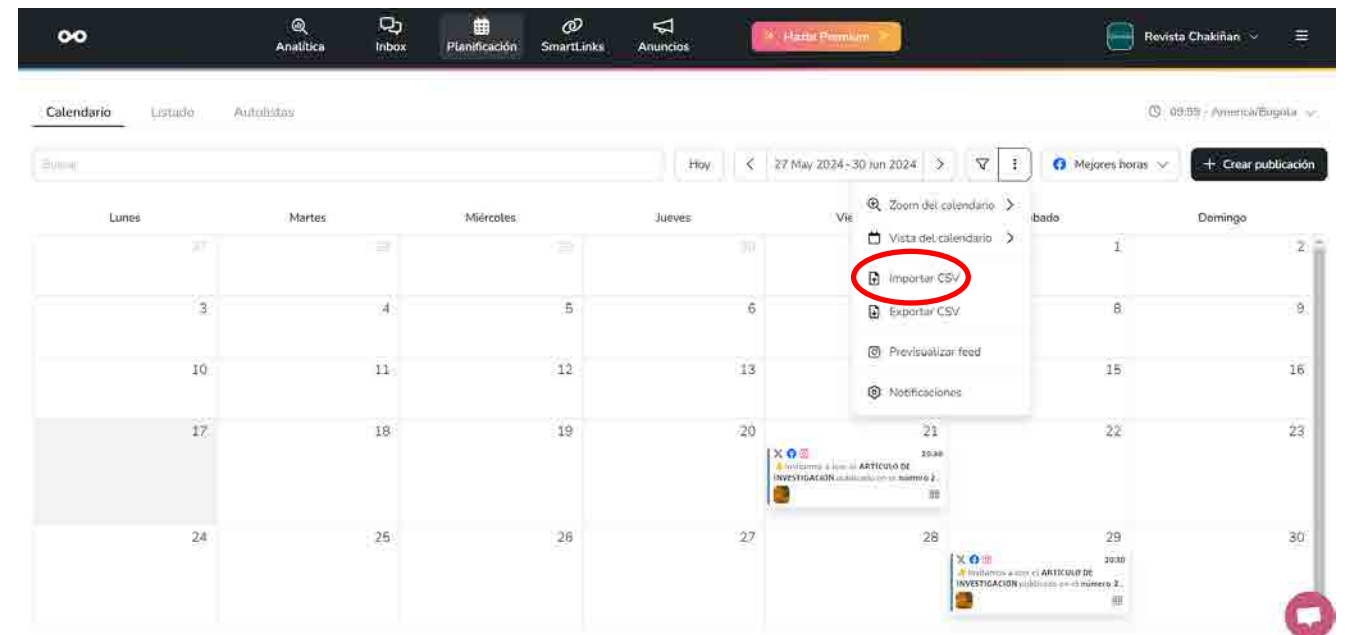 Analítica Inbox Planificación SmartLinks Anuncios Hazte Premium Revista Chakiñan
Calendario Listado Autolistas 09:59 - America/Bogota
Buscar Hoy 27 May 2024 - 30 Jun 2024 Mejores horas + Crear publicación
Zoom del calendario
Lunes Martes Miércoles Jueves Vie bado Domingo
Vista del calendario
27 28 29 30 1 2
Importar CSV
3 4 5 6 8 9
Exportar CSV
Previsualizar feed
10 11 12 13 15 16
Notificaciones
17 18 19 20 21 22 23
20:30
Invitamos a leer el ARTÍCULO DE
INVESTIGACIÓN publicado en el número 2
24 25 26 27 28 29 30
20:30
Invitamos a leer el ARTÍCULO DE
INVESTIGACIÓN publicado en el número 2